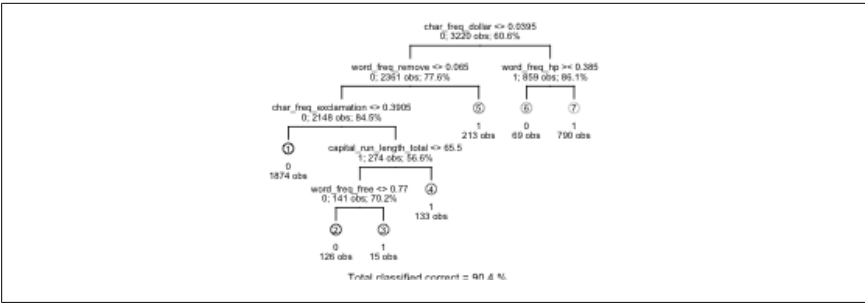 char_freq_dollar <> 0.0395
0; 3220 obs; 60.6%
word_freq_remove <> 0.065
0; 2361 obs; 77.6%
word_freq_hp >< 0.385
1; 859 obs; 86.1%
char_freq_exclamation <> 0.3905
0; 2148 obs; 84.5%
5
1
213 obs
6
0
69 obs
7
1
790 obs
1
0
1874 obs
capital_run_length_total <> 65.5
1; 274 obs; 56.6%
word_freq_free <> 0.77
0; 141 obs; 70.2%
4
1
133 obs
2
0
126 obs
3
1
15 obs
Total classified correct = 90.4 %